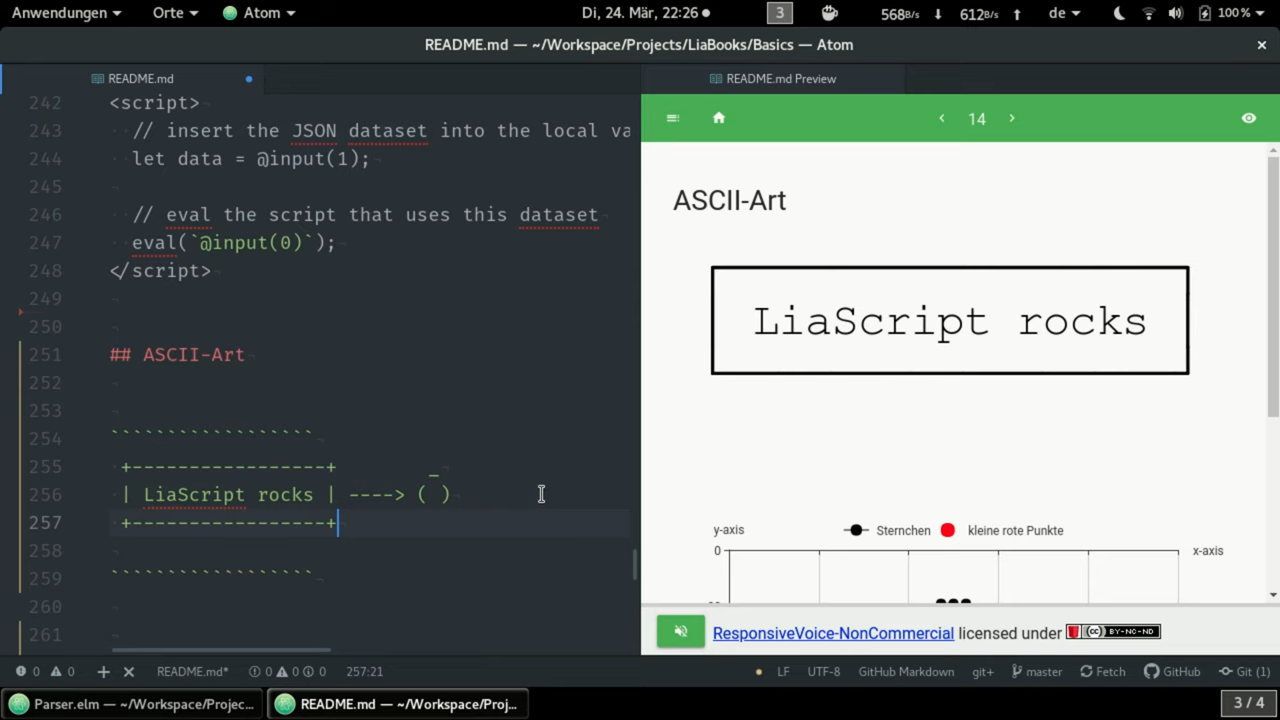 Anwendungen Orte Atom Di, 24. Mär, 22:26 3 568B/s ↓ 612B/s ↑ de 100 %
README.md — ~/Workspace/Projects/LiaBooks/Basics — Atom ×
README.md
242 <script>
243 // insert the JSON dataset into the local va
244 let data = @input(1);
245
246 // eval the script that uses this dataset
247 eval(`@input(0)`);
248 </script>
249
250
251 ## ASCII-Art
252
253
254 ``````````````````
255 +-----------------+ _
256 | LiaScript rocks | ----> ( )
257 +-----------------+
258
259 ``````````````````
260
261
README.md Preview
14
ASCII-Art
LiaScript rocks
y-axis Sternchen kleine rote Punkte
0 x-axis
ResponsiveVoice-NonCommercial licensed under cc BY-NC-ND
0 0 + × README.md* 0 0 0 257:21 LF UTF-8 GitHub Markdown git+ master Fetch GitHub Git (1)
Parser.elm — ~/Workspace/Projec... README.md — ~/Workspace/Proj... 3 / 4